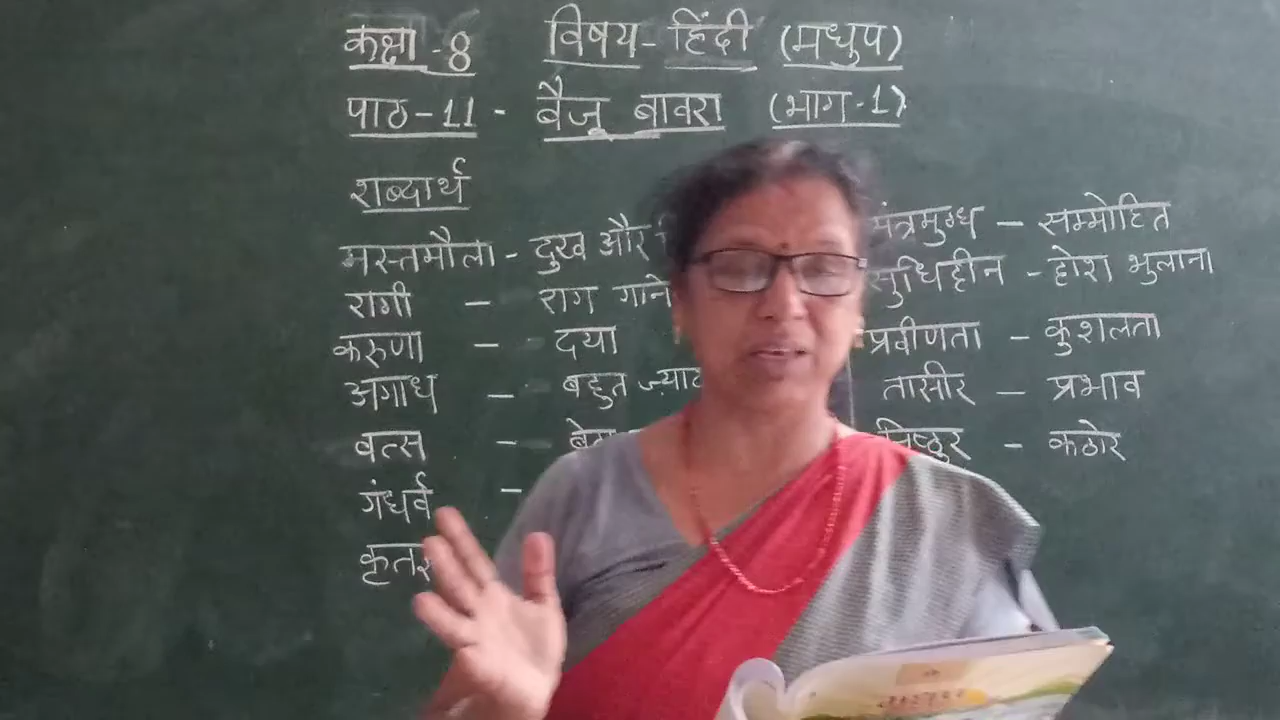 कक्षा-8 विषय- हिंदी (मधुप)
पाठ-11 - बैजू बावरा (भाग-1)
शब्दार्थ
मस्तमौला - दुख और
रागी - राग गाने
करुणा - दया
अगाध - बहुत
वत्स -
गंधर्व -
मंत्रमुग्ध - सम्मोहित
सुधिहीन - होश भुलाना
प्रवीणता - कुशलता
तासीर - प्रभाव
निष्ठुर - कठोर